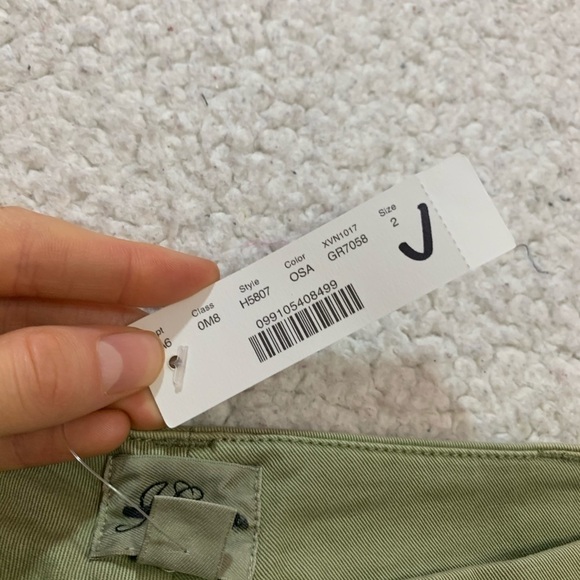 Class Style Color XVN1017 Size
0M8 H5807 OSA GR7058 2
099105408499
J